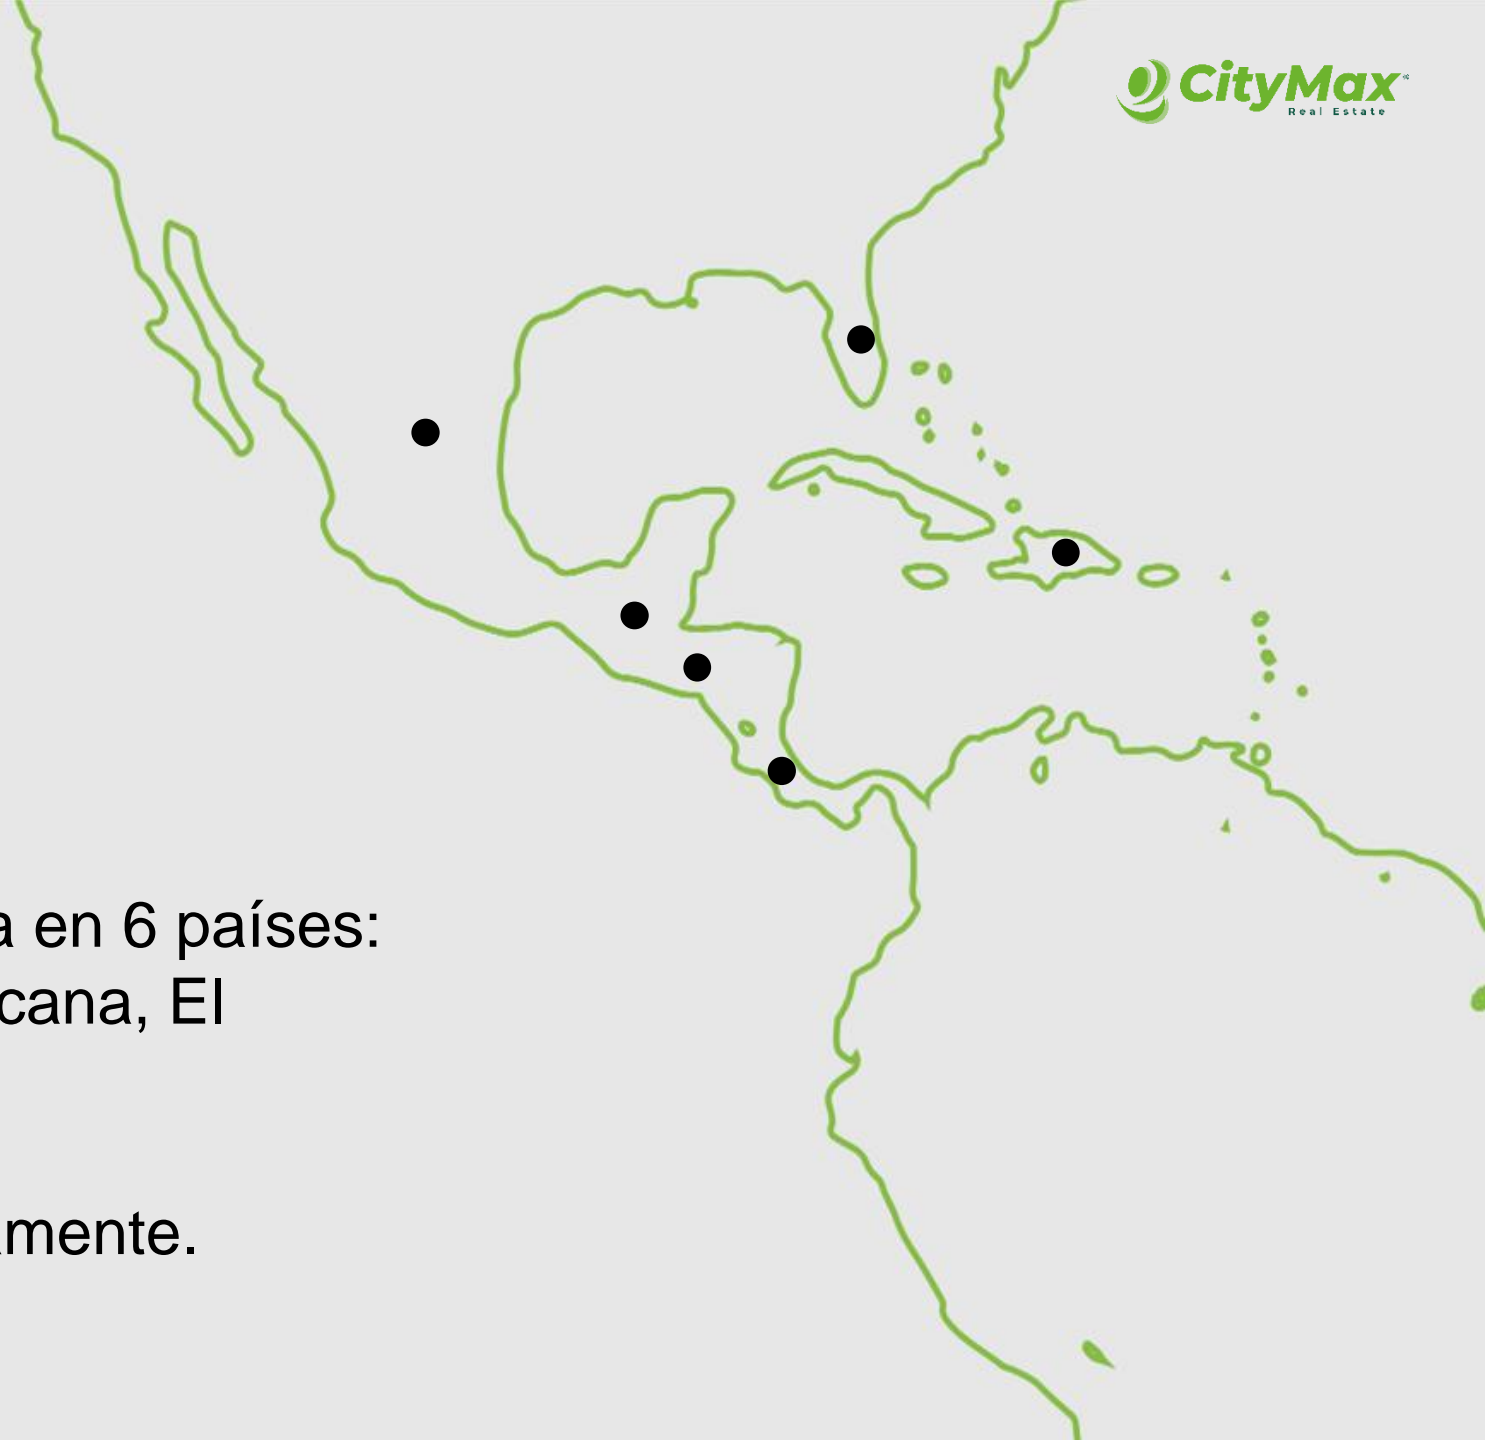 CityMax
Real Estate
a en 6 países:
cana, El
mente.